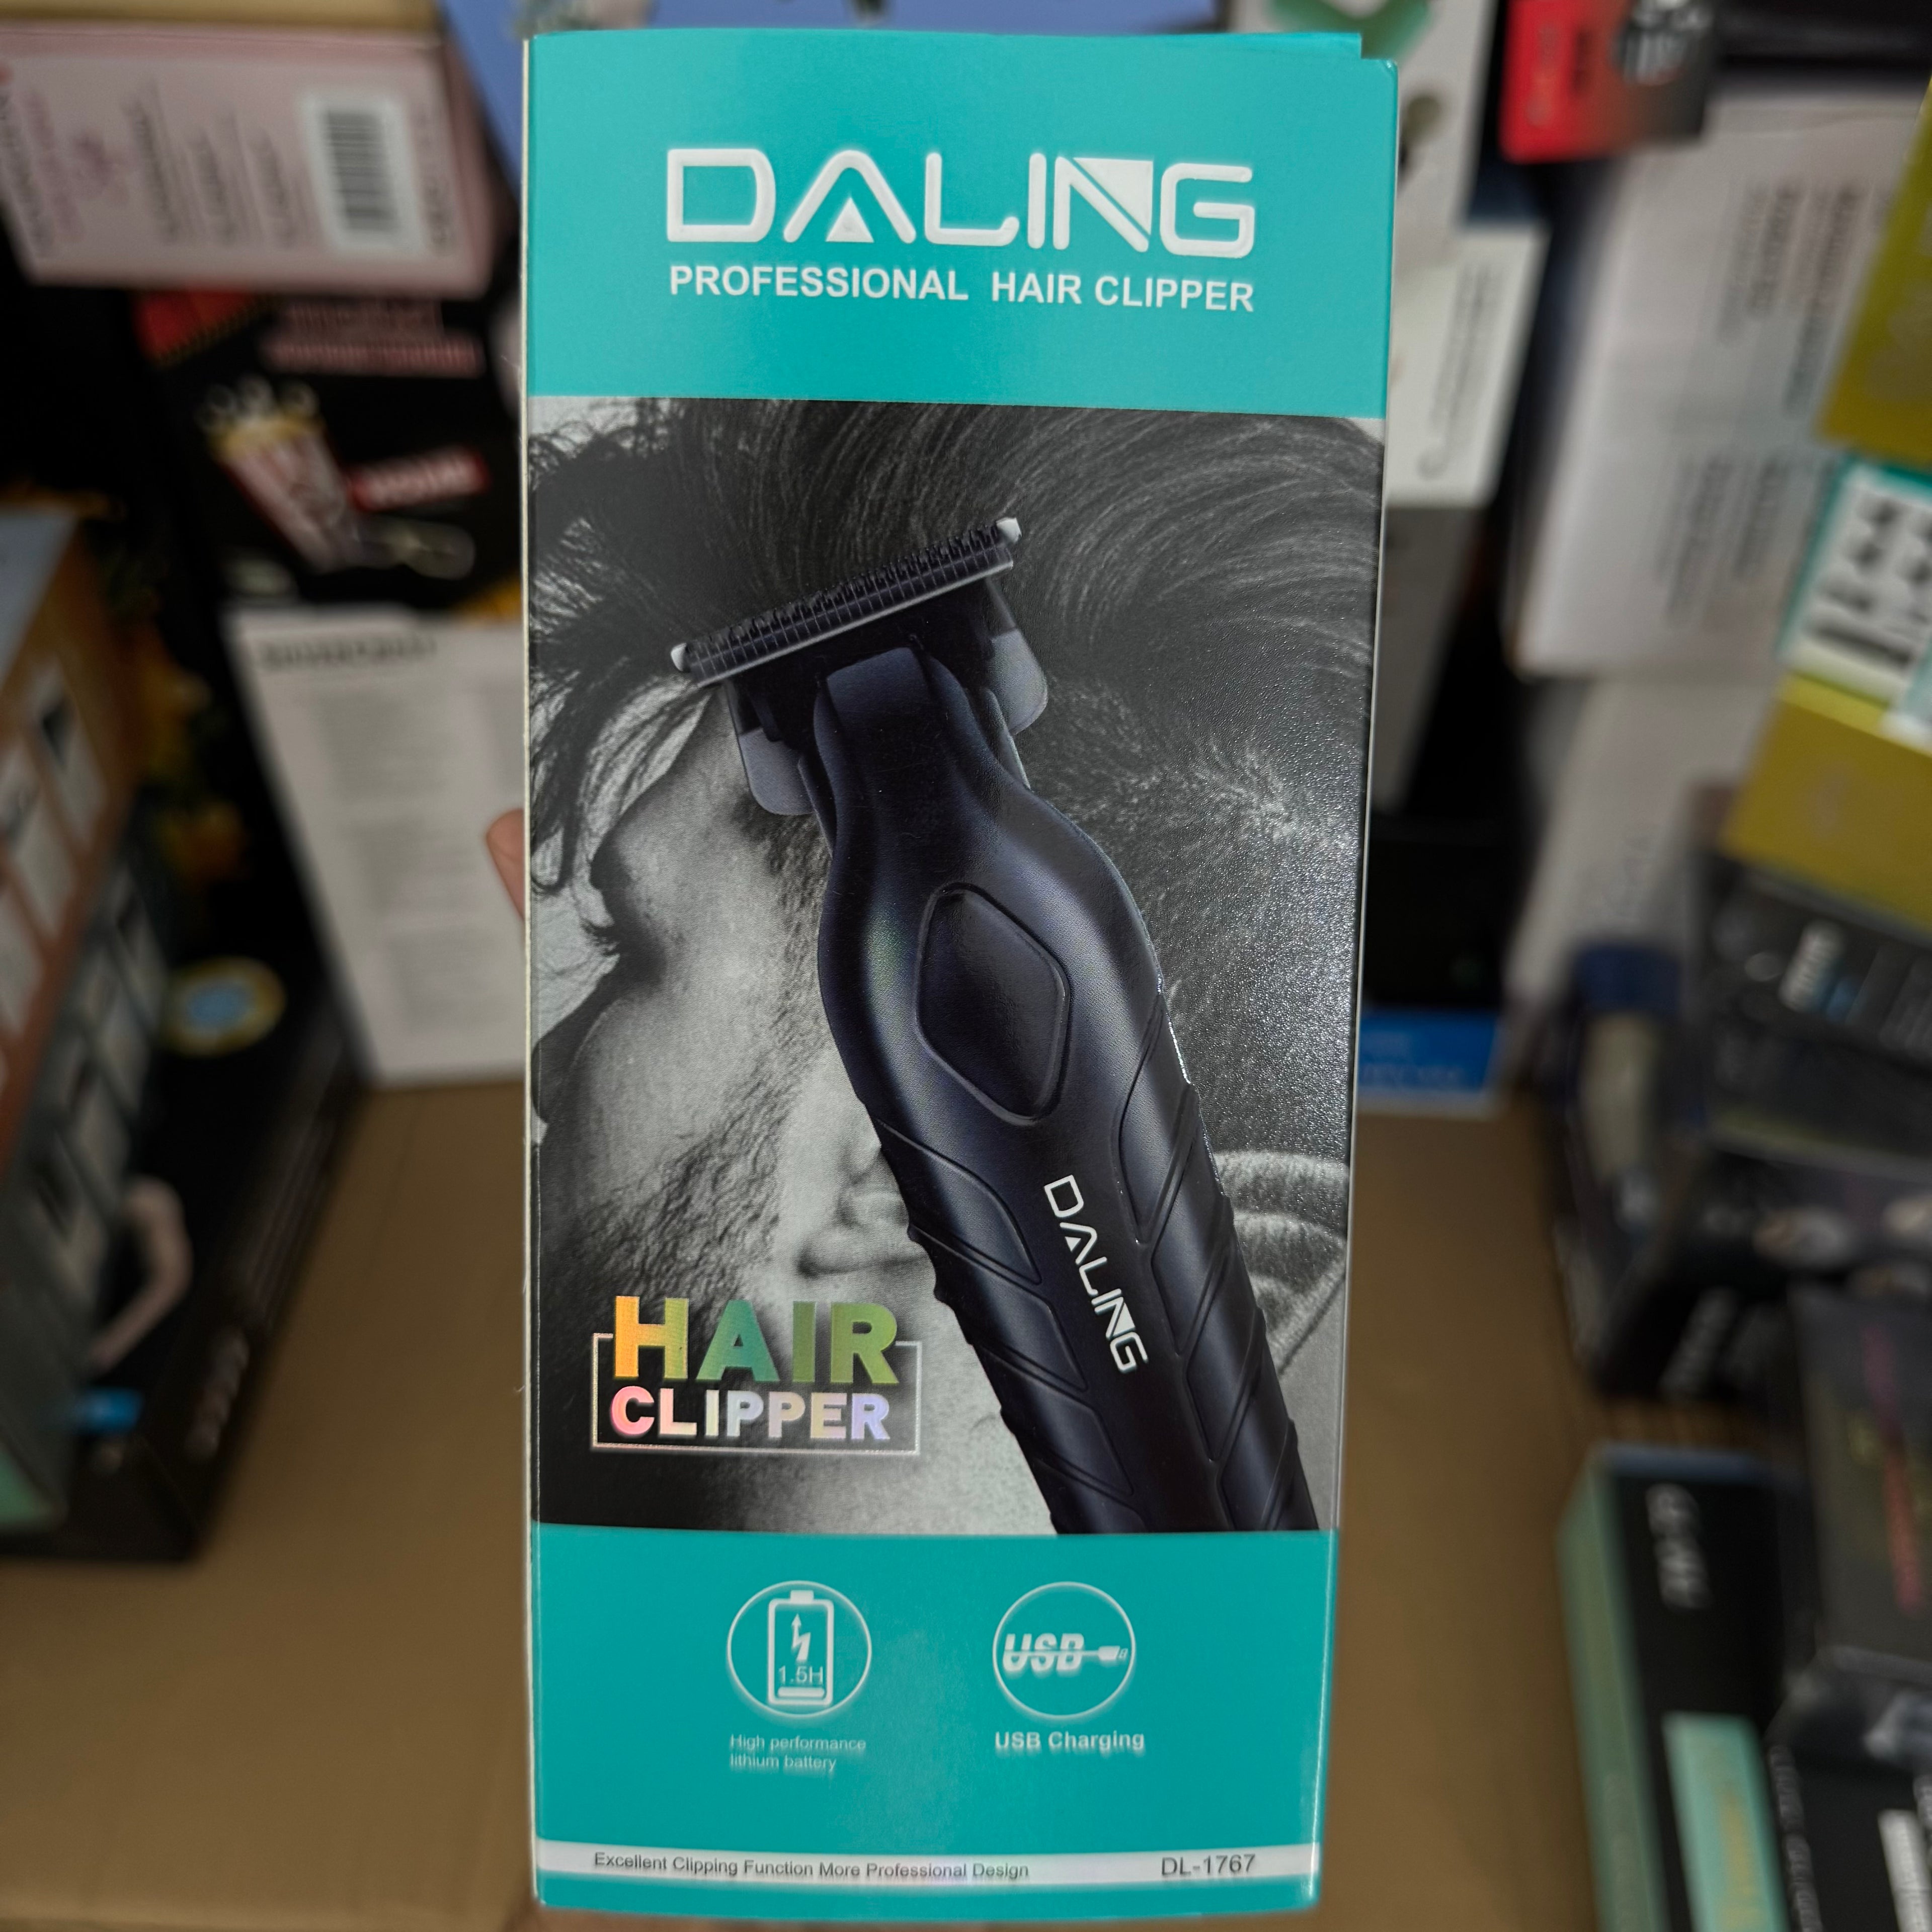 DALING
PROFESSIONAL HAIR CLIPPER
DALING
HAIR
CLIPPER
1.5H
USB
High performance
lithium battery
USB Charging
Excellent Clipping Function More Professional Design
DL-1767